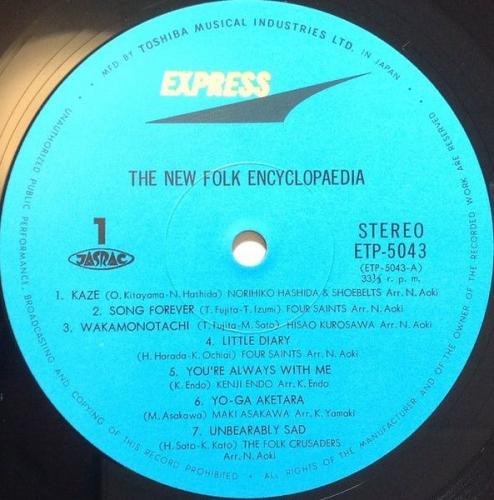 • MFD BY TOSHIBA MUSICAL INDUSTRIES LTD. IN JAPAN •
EXPRESS
THE NEW FOLK ENCYCLOPAEDIA
1
JASRAC
STEREO
ETP-5043
(ETP-5043-A)
33⅓ r. p. m.
1. KAZE (O. Kitayama-N. Hashida) NORIHIKO HASHIDA & SHOEBELTS Arr. N. Aoki
2. SONG FOREVER (T. Fujita-T. Izumi) FOUR SAINTS Arr. N. Aoki
3. WAKAMONOTACHI (T. Fujita-M. Sato) HISAO KUROSAWA Arr. N. Aoki
4. LITTLE DIARY
(H. Harada-K. Ochiai) FOUR SAINTS Arr. N. Aoki
5. YOU'RE ALWAYS WITH ME
(K. Endo) KENJI ENDO Arr. K. Endo
6. YO-GA AKETARA
(M. Asakawa) MAKI ASAKAWA Arr. K. Yamaki
7. UNBEARABLY SAD
(H. Sato-K. Kato) THE FOLK CRUSADERS
Arr. N. Aoki
UNAUTHORIZED PUBLIC PERFORMANCE, BROADCASTING AND COPYING OF THIS RECORD PROHIBITED • ALL RIGHTS OF THE MANUFACTURER AND OF THE OWNER OF THE RECORDED WORK ARE RESERVED